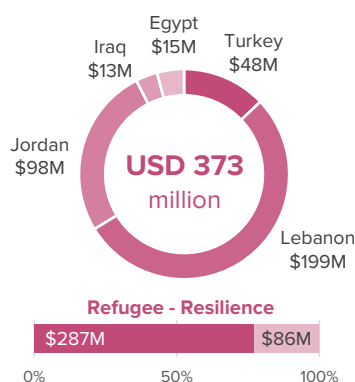 Egypt
$15M
Iraq
$13M
Turkey
$48M
Jordan
$98M
USD 373
million
Lebanon
$199M
Refugee - Resilience
$287M
$86M
0%
50%
100%